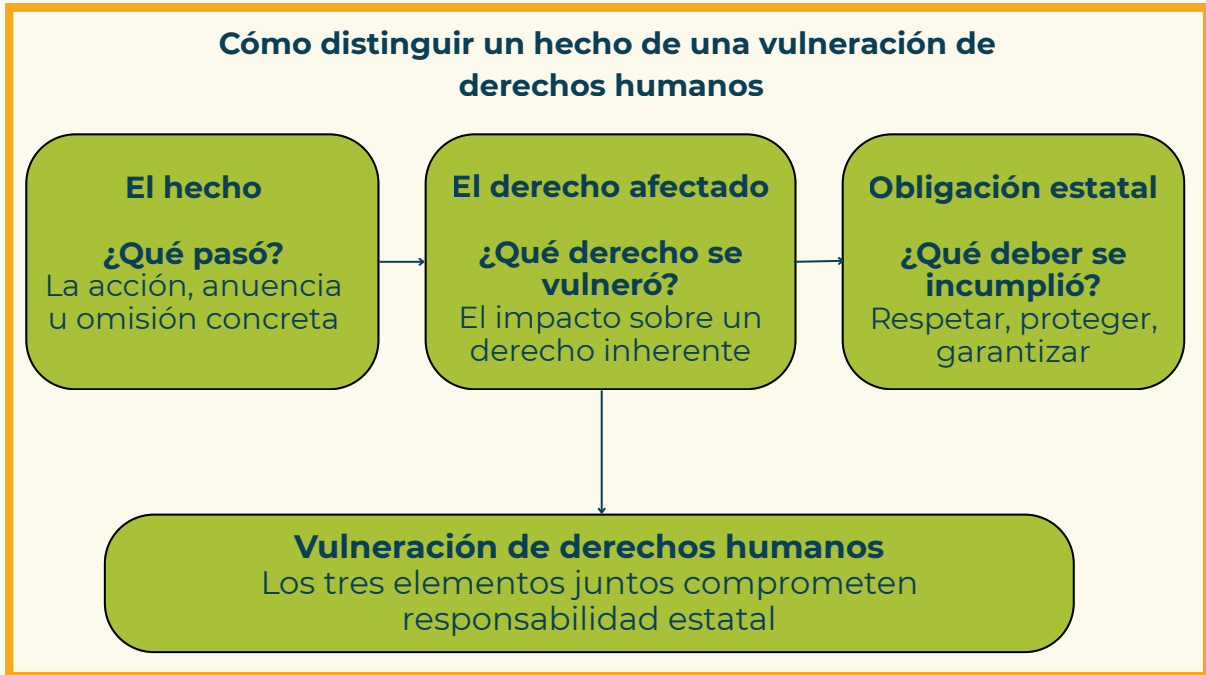 Cómo distinguir un hecho de una vulneración de
derechos humanos
El hecho
¿Qué pasó?
La acción, anuencia
u omisión concreta
El derecho afectado
¿Qué derecho se
vulneró?
El impacto sobre un
derecho inherente
Obligación estatal
¿Qué deber se
incumplió?
Respetar, proteger,
garantizar
Vulneración de derechos humanos
Los tres elementos juntos comprometen
responsabilidad estatal